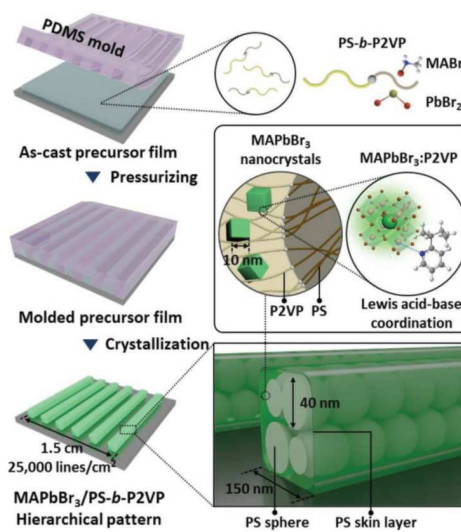 PDMS mold
PS-b-P2VP
MABr
PbBr₂
As-cast precursor film
Pressurizing
MAPbBr₃
nanocrystals
MAPbBr₃:P2VP
10 nm
P2VP
PS
Lewis acid-base
coordination
Molded precursor film
Crystallization
1.5 cm
25,000 lines/cm²
40 nm
150 nm
MAPbBr₃/PS-b-P2VP
Hierarchical pattern
PS sphere
PS skin layer